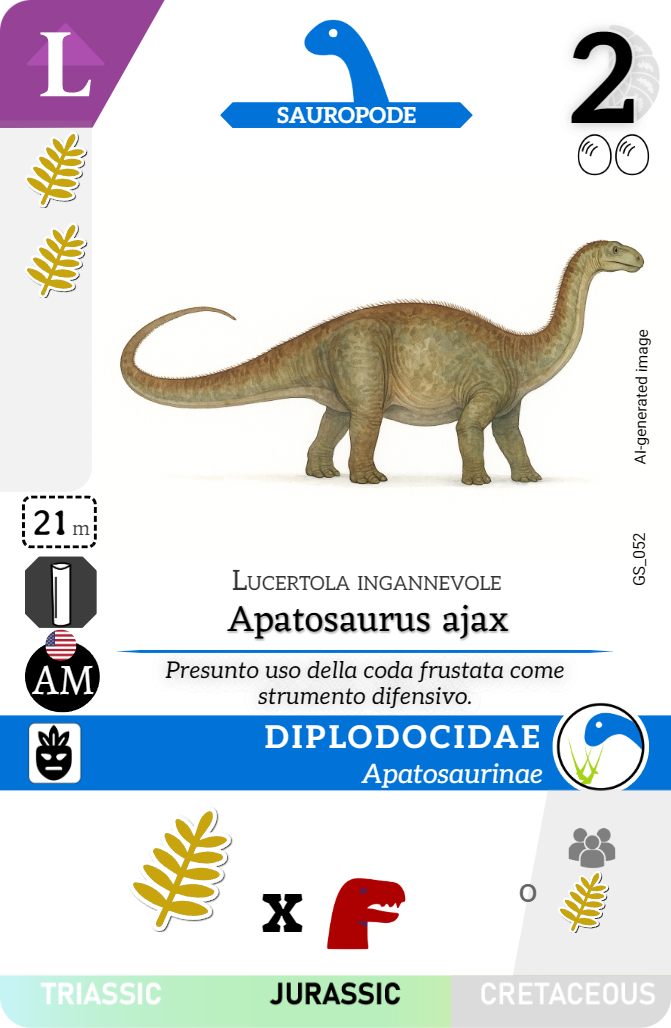 L
SAUROPODE
2
AI-generated image
21 m
GS_052
Lucertola ingannevole
Apatosaurus ajax
AM
Presunto uso della coda frustata come
strumento difensivo.
DIPLODOCIDAE
Apatosaurinae
x
o
TRIASSIC JURASSIC CRETACEOUS